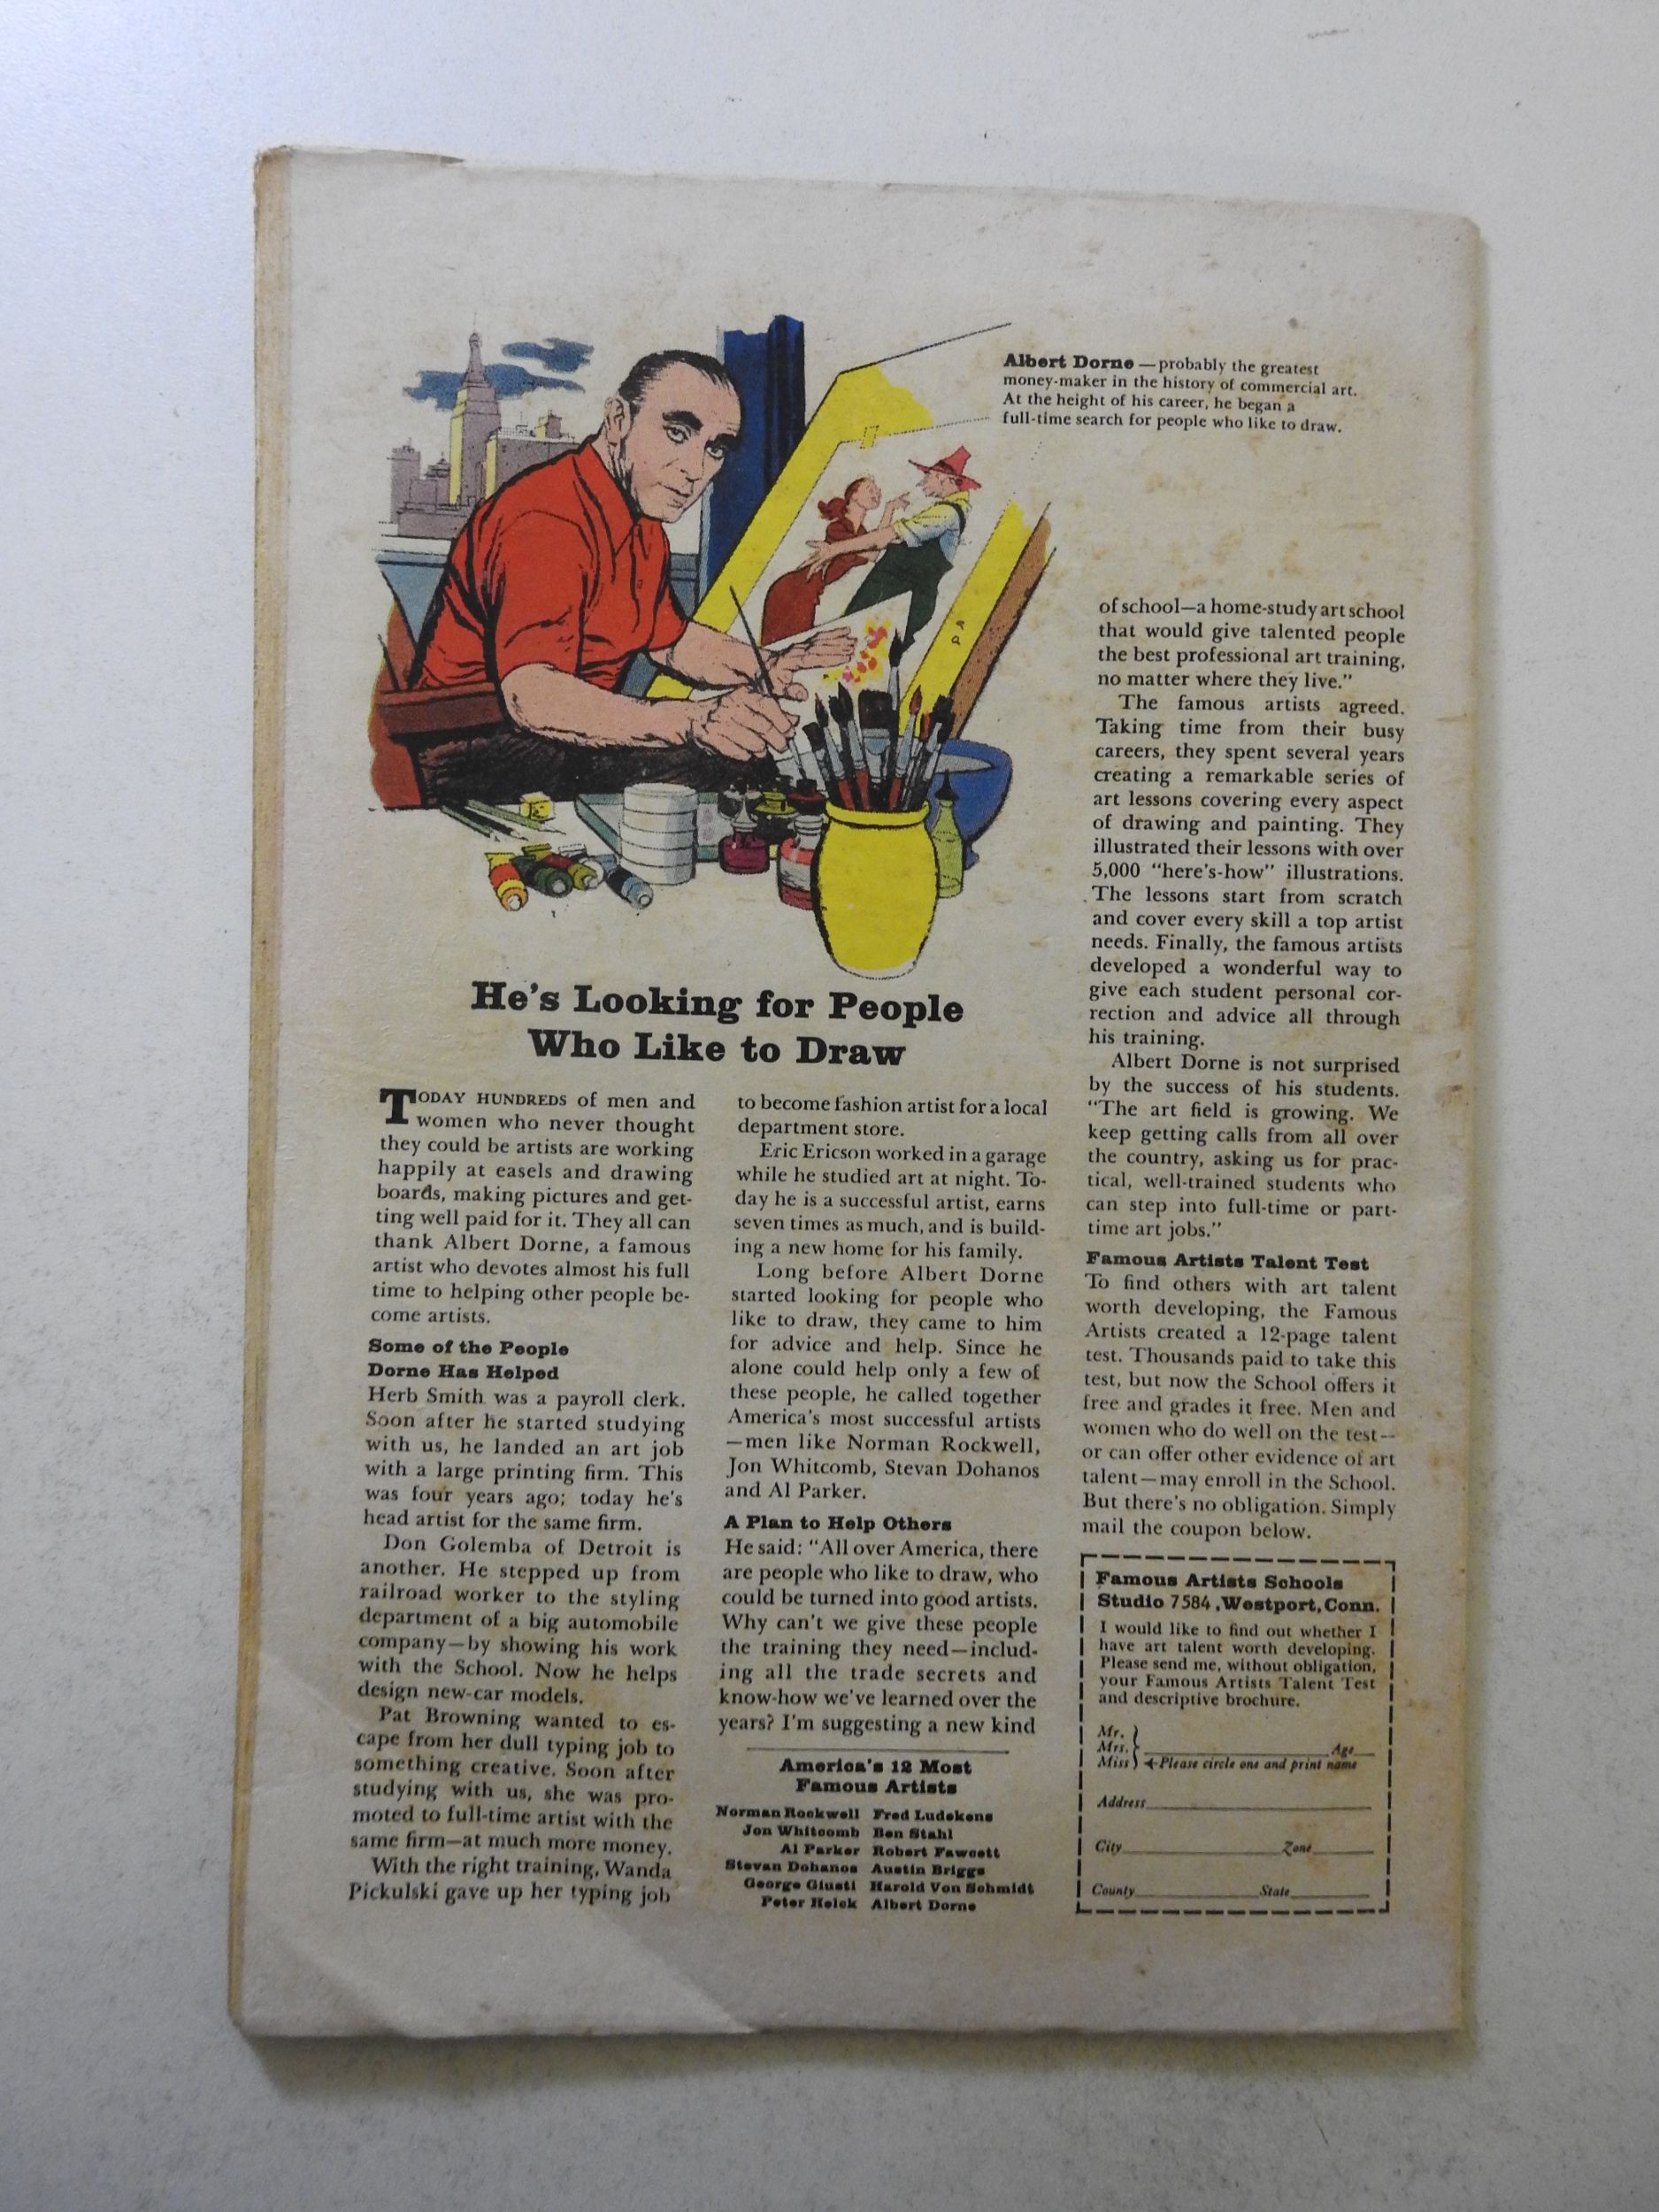 Albert Dorne — probably the greatest
money-maker in the history of commercial art.
At the height of his career, he began a
full-time search for people who like to draw.
He's Looking for People
Who Like to Draw
TODAY HUNDREDS of men and
women who never thought
they could be artists are working
happily at easels and drawing
boards, making pictures and get-
ting well paid for it. They all can
thank Albert Dorne, a famous
artist who devotes almost his full
time to helping other people be-
come artists.
Some of the People
Dorne Has Helped
Herb Smith was a payroll clerk.
Soon after he started studying
with us, he landed an art job
with a large printing firm. This
was four years ago; today he's
head artist for the same firm.
Don Golemba of Detroit is
another. He stepped up from
railroad worker to the styling
department of a big automobile
company—by showing his work
with the School. Now he helps
design new-car models.
Pat Browning wanted to es-
cape from her dull typing job to
something creative. Soon after
studying with us, she was pro-
moted to full-time artist with the
same firm—at much more money.
With the right training, Wanda
Pickulski gave up her typing job
to become fashion artist for a local
department store.
Eric Ericson worked in a garage
while he studied art at night. To-
day he is a successful artist, earns
seven times as much, and is build-
ing a new home for his family.
Long before Albert Dorne
started looking for people who
like to draw, they came to him
for advice and help. Since he
alone could help only a few of
these people, he called together
America's most successful artists
—men like Norman Rockwell,
Jon Whitcomb, Stevan Dohanos
and Al Parker.
A Plan to Help Others
He said: "All over America, there
are people who like to draw, who
could be turned into good artists.
Why can't we give these people
the training they need—includ-
ing all the trade secrets and
know-how we've learned over the
years? I'm suggesting a new kind
of school—a home-study art school
that would give talented people
the best professional art training,
no matter where they live."
The famous artists agreed.
Taking time from their busy
careers, they spent several years
creating a remarkable series of
art lessons covering every aspect
of drawing and painting. They
illustrated their lessons with over
5,000 "here's-how" illustrations.
The lessons start from scratch
and cover every skill a top artist
needs. Finally, the famous artists
developed a wonderful way to
give each student personal cor-
rection and advice all through
his training.
Albert Dorne is not surprised
by the success of his students.
"The art field is growing. We
keep getting calls from all over
the country, asking us for prac-
tical, well-trained students who
can step into full-time or part-
time art jobs."
Famous Artists Talent Test
To find others with art talent
worth developing, the Famous
Artists created a 12-page talent
test. Thousands paid to take this
test, but now the School offers it
free and grades it free. Men and
women who do well on the test—
or can offer other evidence of art
talent—may enroll in the School.
But there's no obligation. Simply
mail the coupon below.
America's 12 Most
Famous Artists
Norman Rockwell Fred Ludekens
Jon Whitcomb Ben Stahl
Al Parker Robert Fawcett
Stevan Dohanos Austin Briggs
George Giusti Harold Von Schmidt
Peter Helck Albert Dorne
Famous Artists Schools
Studio 7584, Westport, Conn.
I would like to find out whether I
have art talent worth developing.
Please send me, without obligation,
your Famous Artists Talent Test
and descriptive brochure.
Mr.
Mrs. Age
Miss Please circle one and print name
Address
City Zone
County State